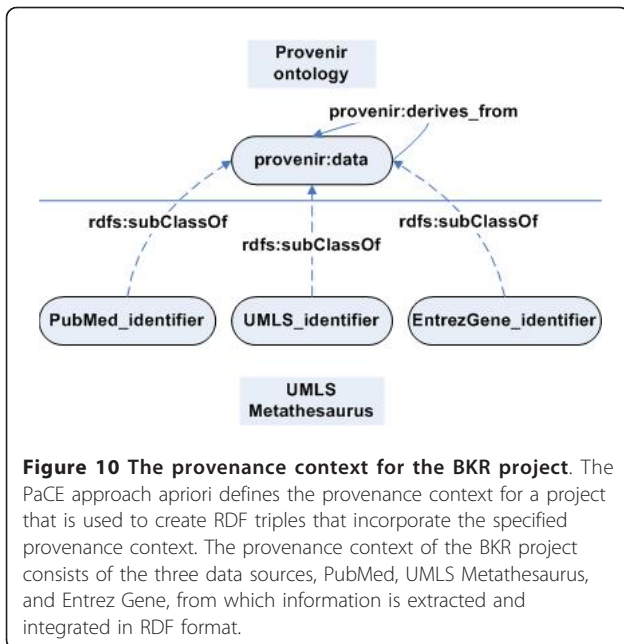 Provenir
ontology
provenir:derives_from
provenir:data
rdfs:subClassOf
rdfs:subClassOf
rdfs:subClassOf
PubMed_identifier
UMLS_identifier
EntrezGene_identifier
UMLS
Metathesaurus
Figure 10 The provenance context for the BKR project. The
PaCE approach apriori defines the provenance context for a project
that is used to create RDF triples that incorporate the specified
provenance context. The provenance context of the BKR project
consists of the three data sources, PubMed, UMLS Metathesaurus,
and Entrez Gene, from which information is extracted and
integrated in RDF format.